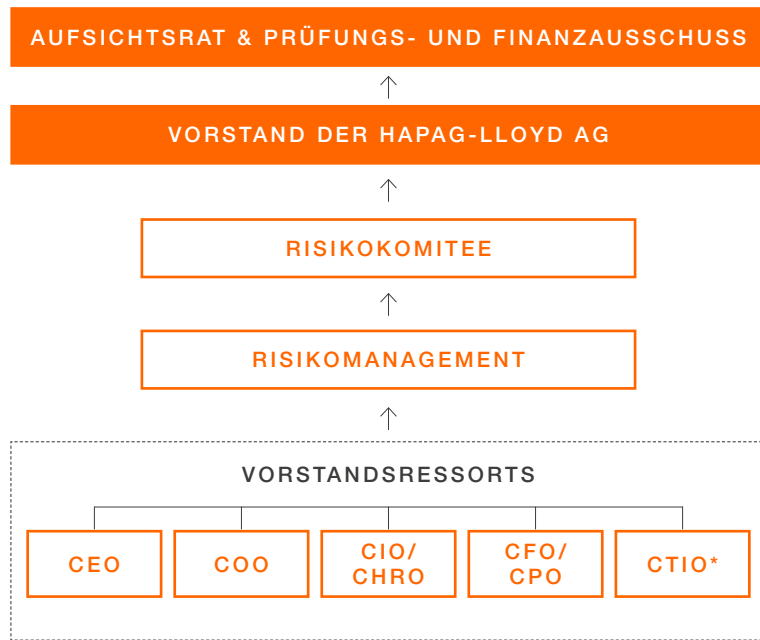 AUFSICHTSRAT & PRÜFUNGS- UND FINANZAUSSCHUSS
VORSTAND DER HAPAG-LLOYD AG
RISIKOKOMITEE
RISIKOMANAGEMENT
VORSTANDSRESSORTS
CEO
COO
CIO/
CHRO
CFO/
CPO
CTIO*